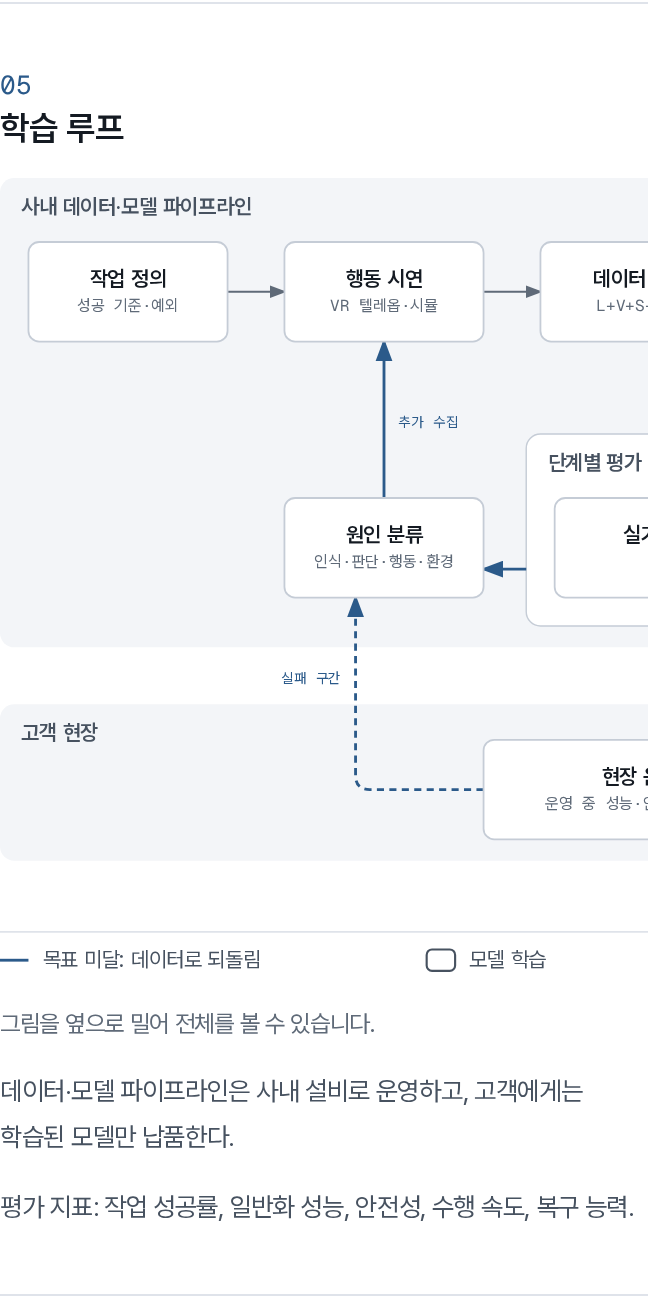 05
학습 루프
사내 데이터·모델 파이프라인
작업 정의
성공 기준·예외
행동 시연
VR 텔레옵·시뮬
데이터
L+V+S
추가 수집
단계별 평가
원인 분류
인식·판단·행동·환경
실패 구간
고객 현장
현장
운영 중 성능·
목표 미달: 데이터로 되돌림
모델 학습
그림을 옆으로 밀어 전체를 볼 수 있습니다.
데이터·모델 파이프라인은 사내 설비로 운영하고, 고객에게는
학습된 모델만 납품한다.
평가 지표: 작업 성공률, 일반화 성능, 안전성, 수행 속도, 복구 능력.